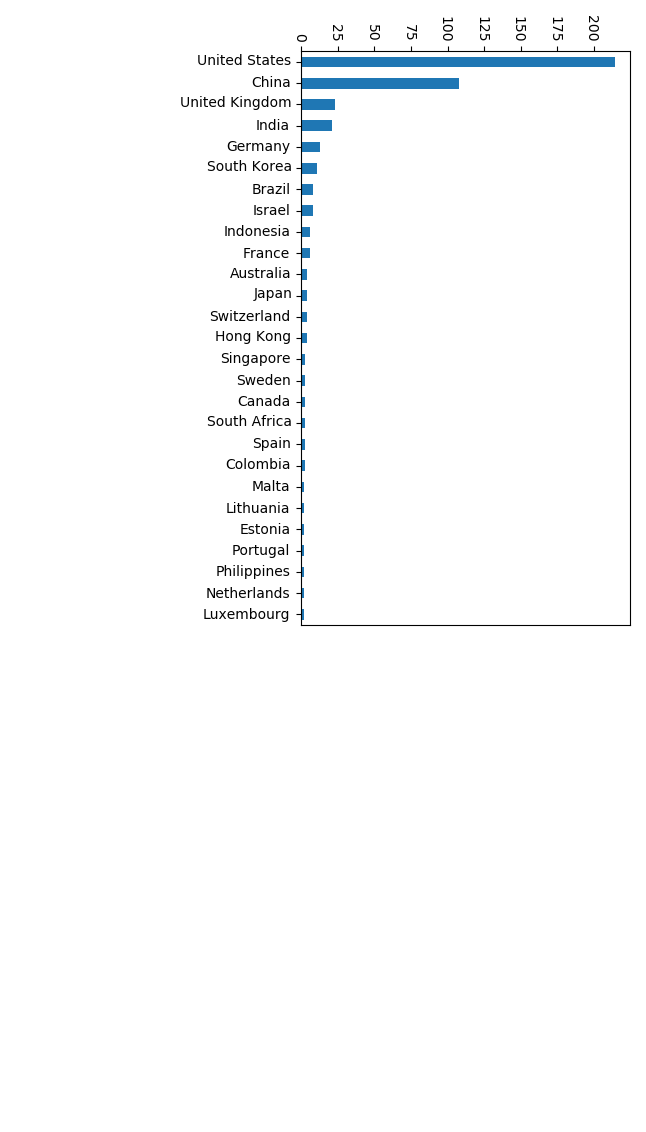 0 25 50 75 100 125 150 175 200
United States
China
United Kingdom
India
Germany
South Korea
Brazil
Israel
Indonesia
France
Australia
Japan
Switzerland
Hong Kong
Singapore
Sweden
Canada
South Africa
Spain
Colombia
Malta
Lithuania
Estonia
Portugal
Philippines
Netherlands
Luxembourg